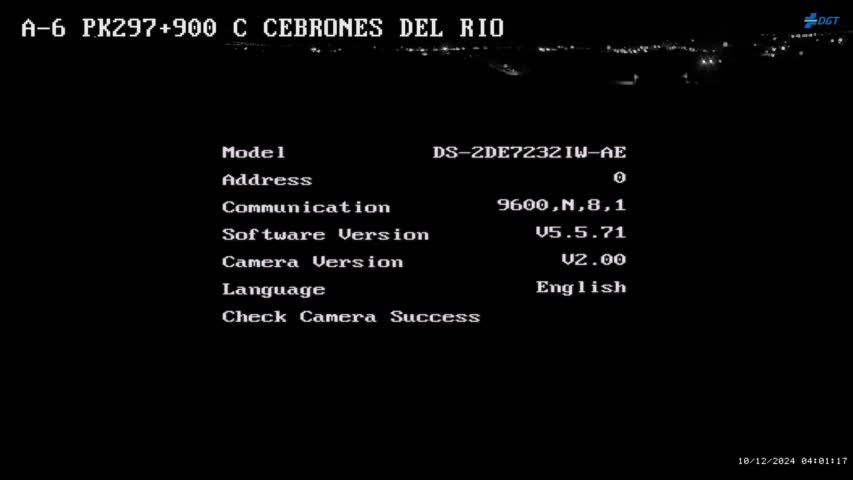 A-6 PK297+900 C CEBRONES DEL RIO
DGT
Model DS-2DE7232IW-AE
Address 0
Communication 9600,N,8,1
Software Version V5.5.71
Camera Version V2.00
Language English
Check Camera Success
10/12/2024 04:01:17